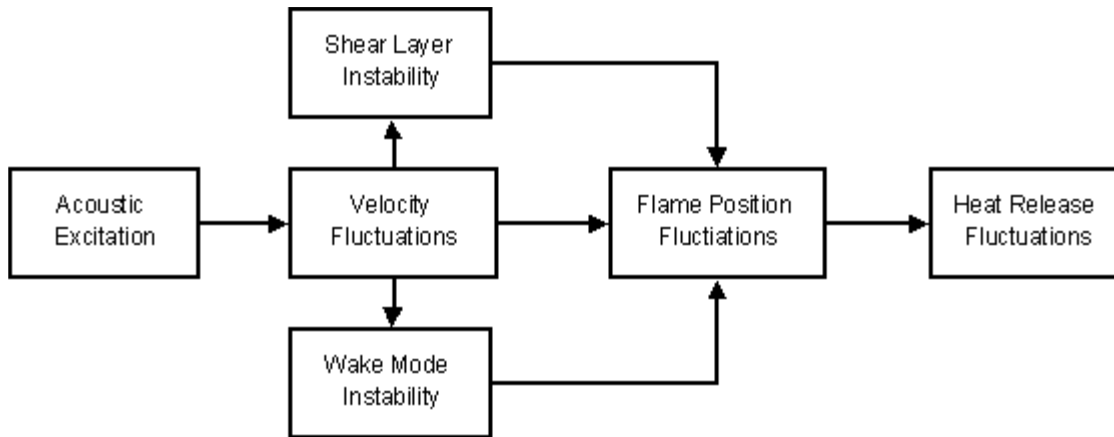 Shear Layer
Instability
Acoustic
Excitation
Velocity
Fluctuations
Flame Position
Fluctiations
Heat Release
Fluctuations
Wake Mode
Instability